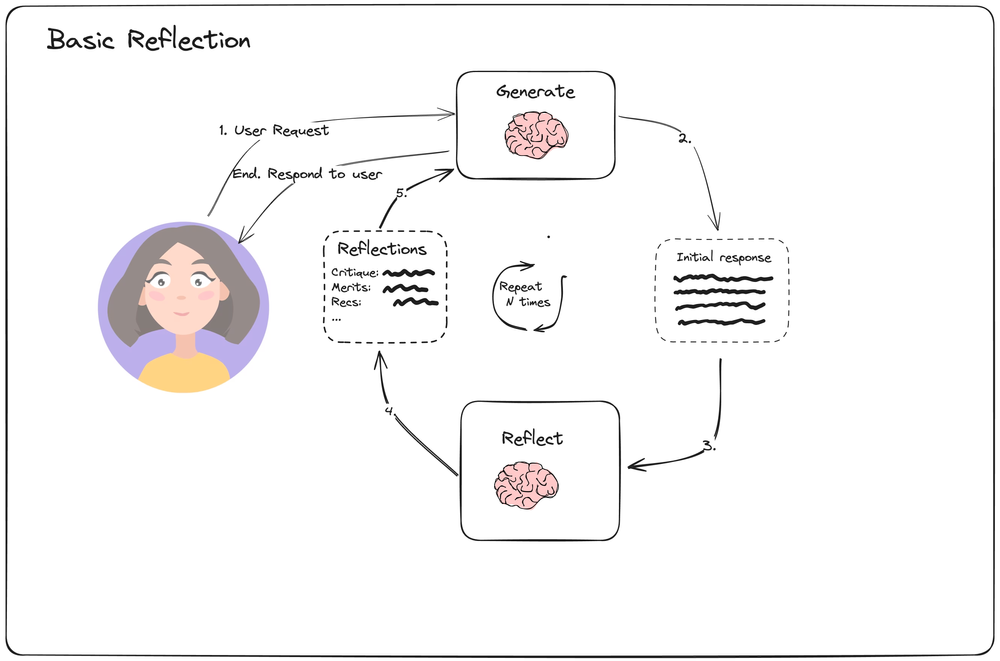 Basic Reflection
Generate
1. User Request
2.
End. Respond to user
5.
Reflections
Critique:
Merits:
Recs:
...
Repeat
N times
Initial response
4.
Reflect
3.